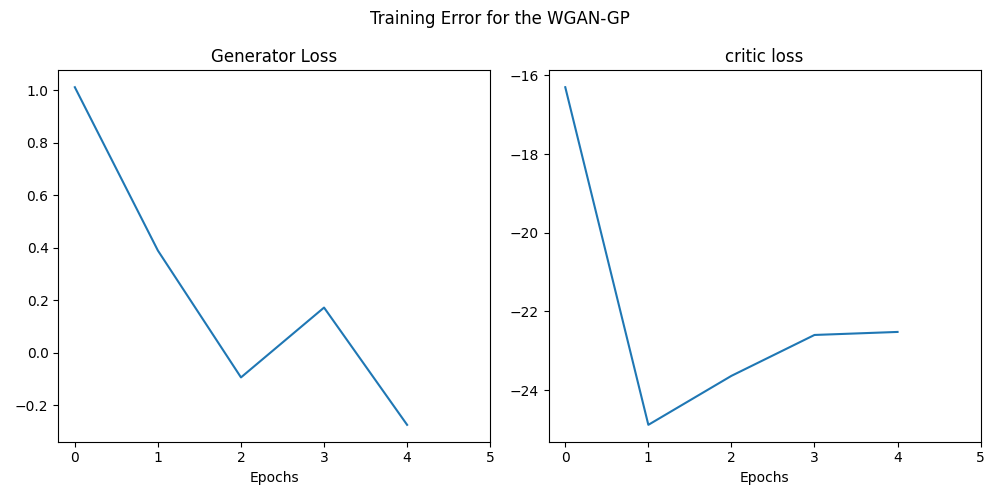 Training Error for the WGAN-GP
Generator Loss
1.0
0.8
0.6
0.4
0.2
0.0
−0.2
0 1 2 3 4 5
Epochs
critic loss
−16
−18
−20
−22
−24
0 1 2 3 4 5
Epochs